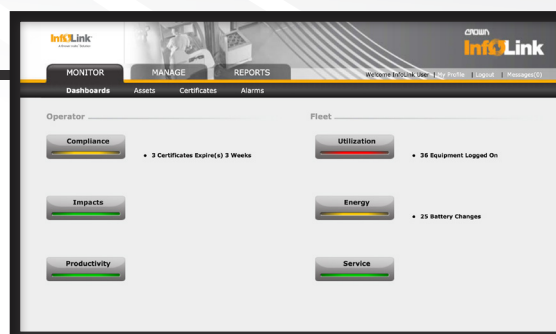 InfoLink
CROWN
InfoLink
MONITOR MANAGE REPORTS
Welcome InfoLink User | My Profile | Logout | Messages(0)
Dashboards Assets Certificates Alarms
Operator Fleet
Compliance
• 3 Certificates Expire(s) 3 Weeks
Utilization
• 36 Equipment Logged On
Impacts
Energy
• 25 Battery Changes
Productivity
Service